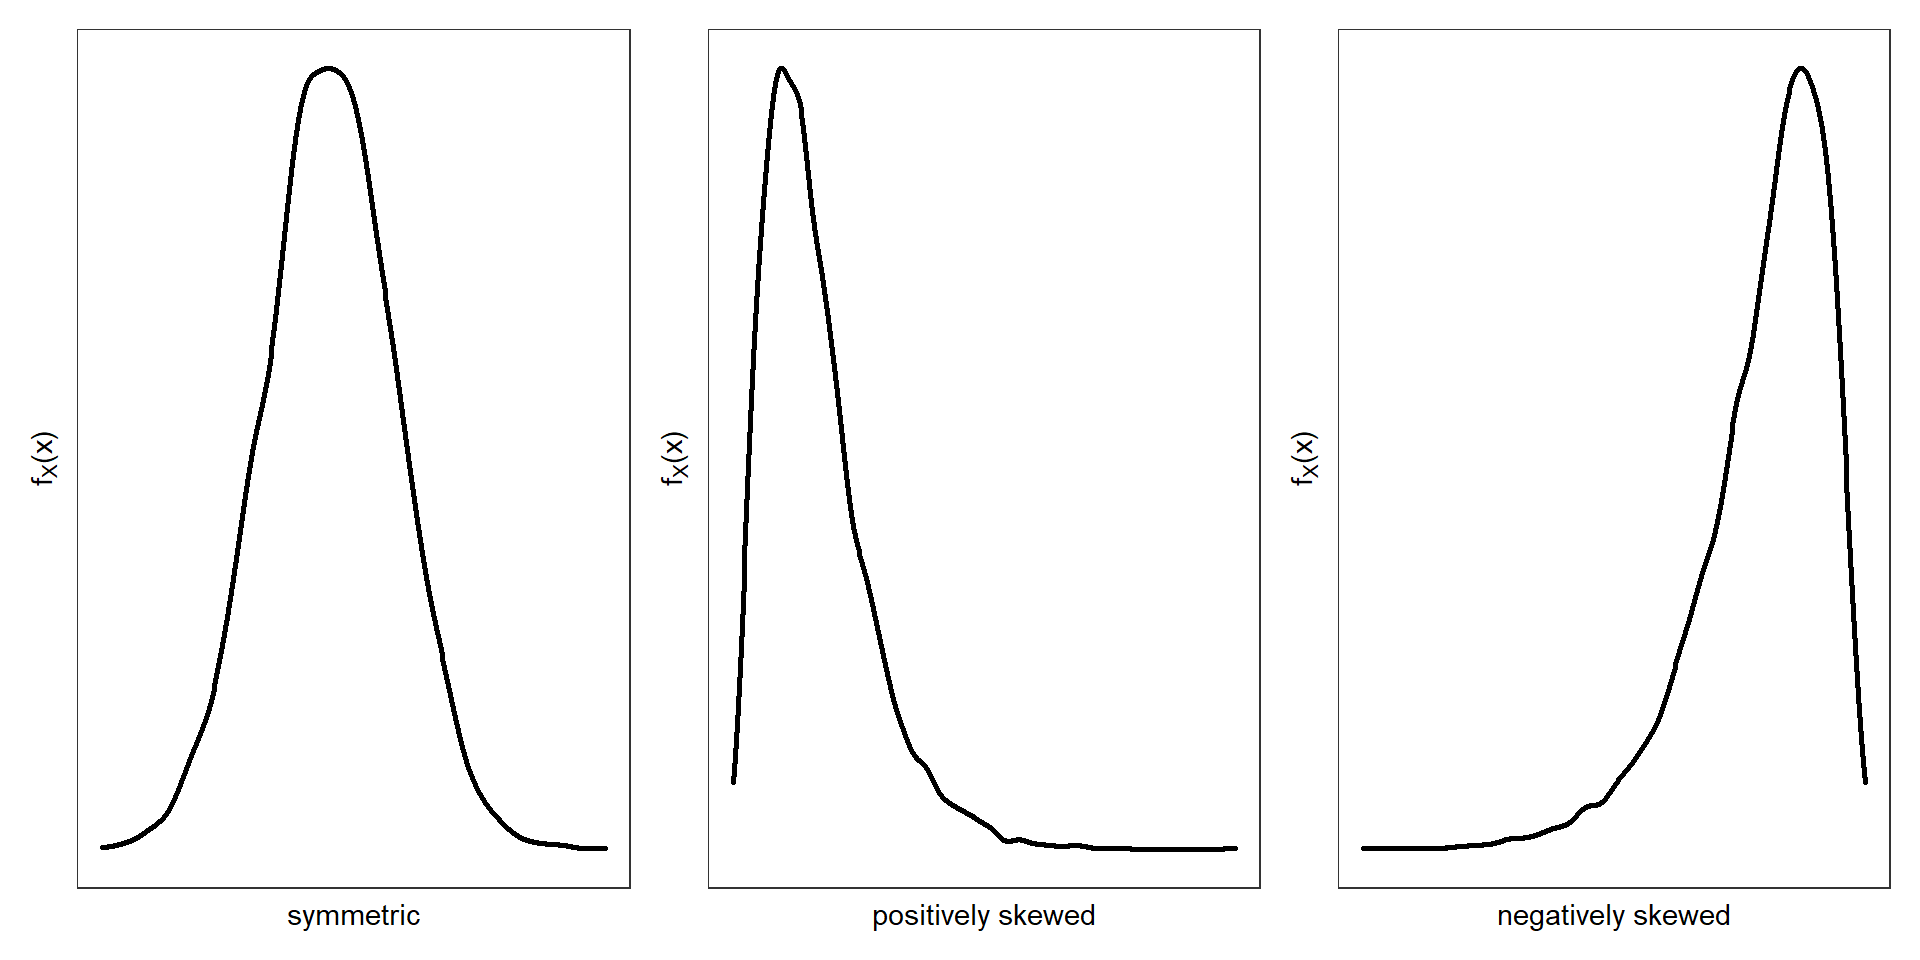 fX(x)
symmetric
fX(x)
positively skewed
fX(x)
negatively skewed